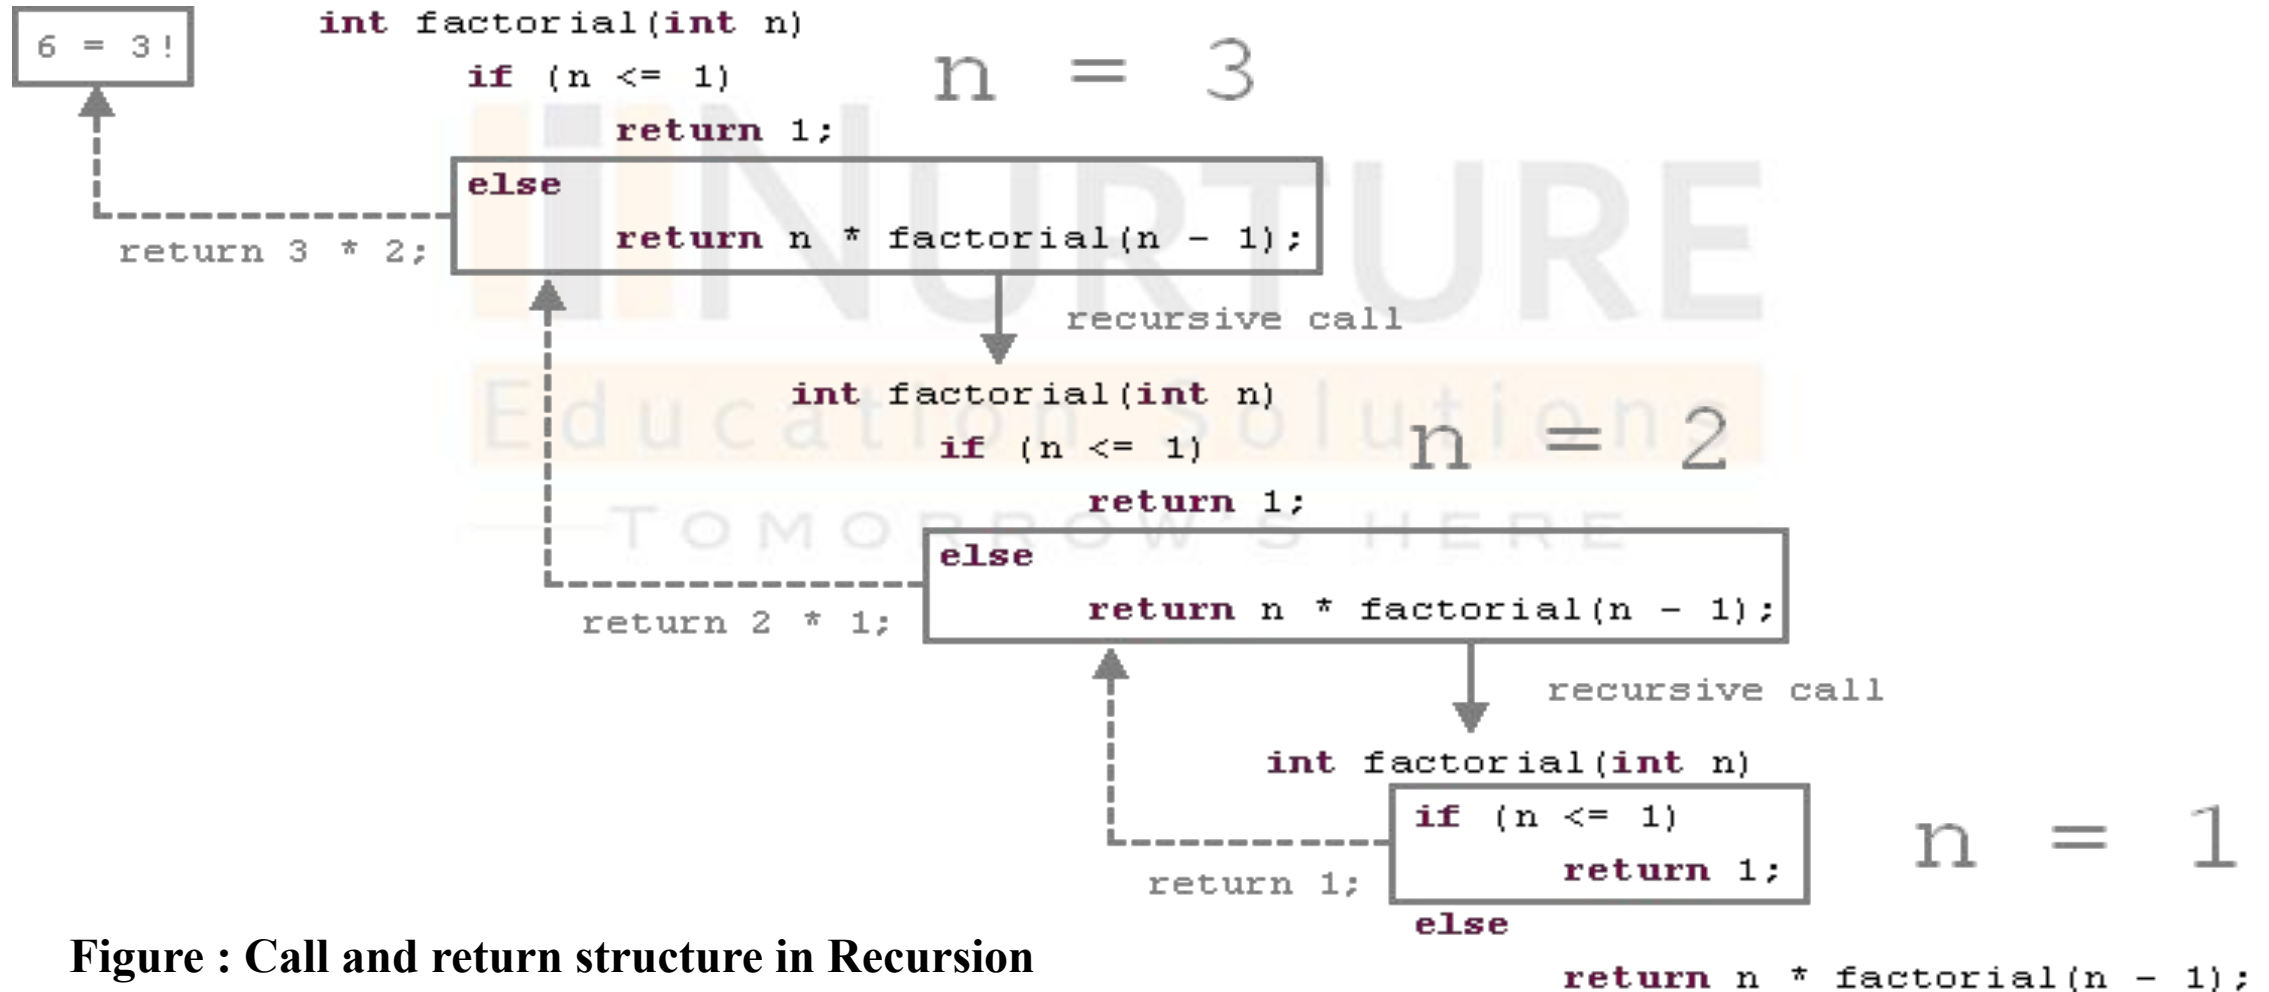 6 = 3!
int factorial(int n)
if (n <= 1)
n = 3
return 1;
else
return n * factorial(n - 1);
return 3 * 2;
recursive call
int factorial(int n)
if (n <= 1)
n = 2
return 1;
else
return n * factorial(n - 1);
return 2 * 1;
recursive call
int factorial(int n)
if (n <= 1)
n = 1
return 1;
return 1;
else
return n * factorial(n - 1);
Figure : Call and return structure in Recursion
iNURTURE
Education Solutions
TOMORROW'S HERE